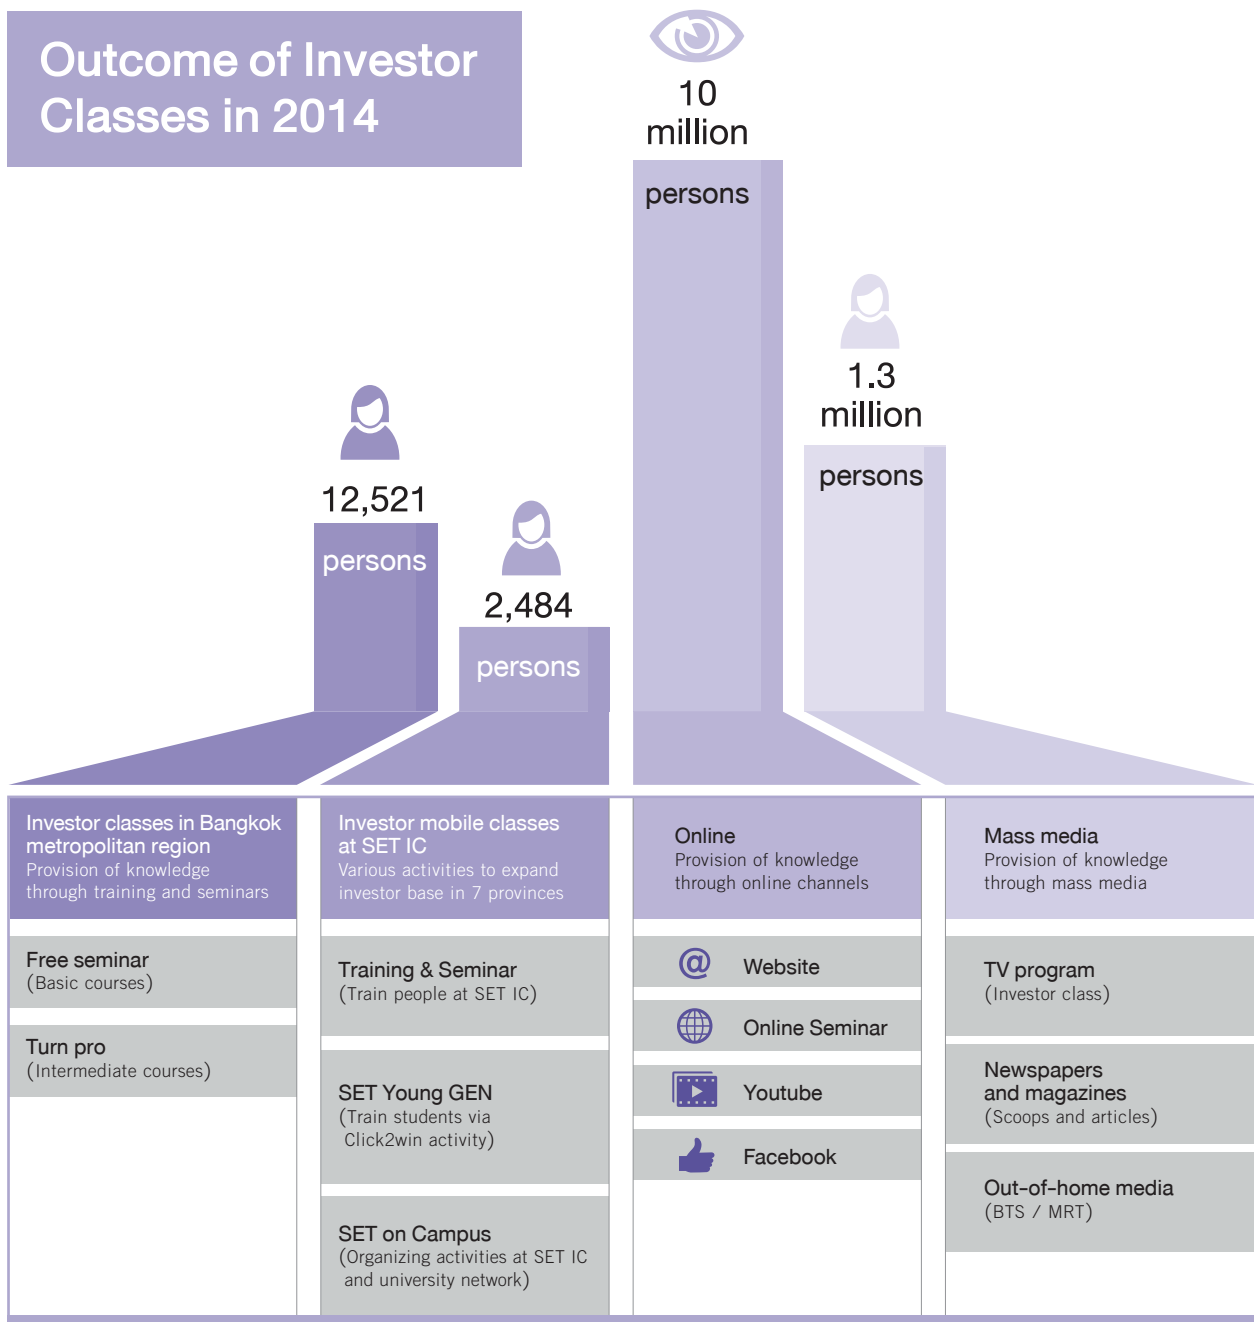 Outcome of Investor
Classes in 2014
10
million
persons
1.3
million
persons
12,521
persons
2,484
persons
Investor classes in Bangkok
metropolitan region
Provision of knowledge
through training and seminars
Free seminar
(Basic courses)
Turn pro
(Intermediate courses)
Investor mobile classes
at SET IC
Various activities to expand
investor base in 7 provinces
Training & Seminar
(Train people at SET IC)
SET Young GEN
(Train students via
Click2win activity)
SET on Campus
(Organizing activities at SET IC
and university network)
Online
Provision of knowledge
through online channels
@ Website
Online Seminar
Youtube
Facebook
Mass media
Provision of knowledge
through mass media
TV program
(Investor class)
Newspapers
and magazines
(Scoops and articles)
Out-of-home media
(BTS / MRT)